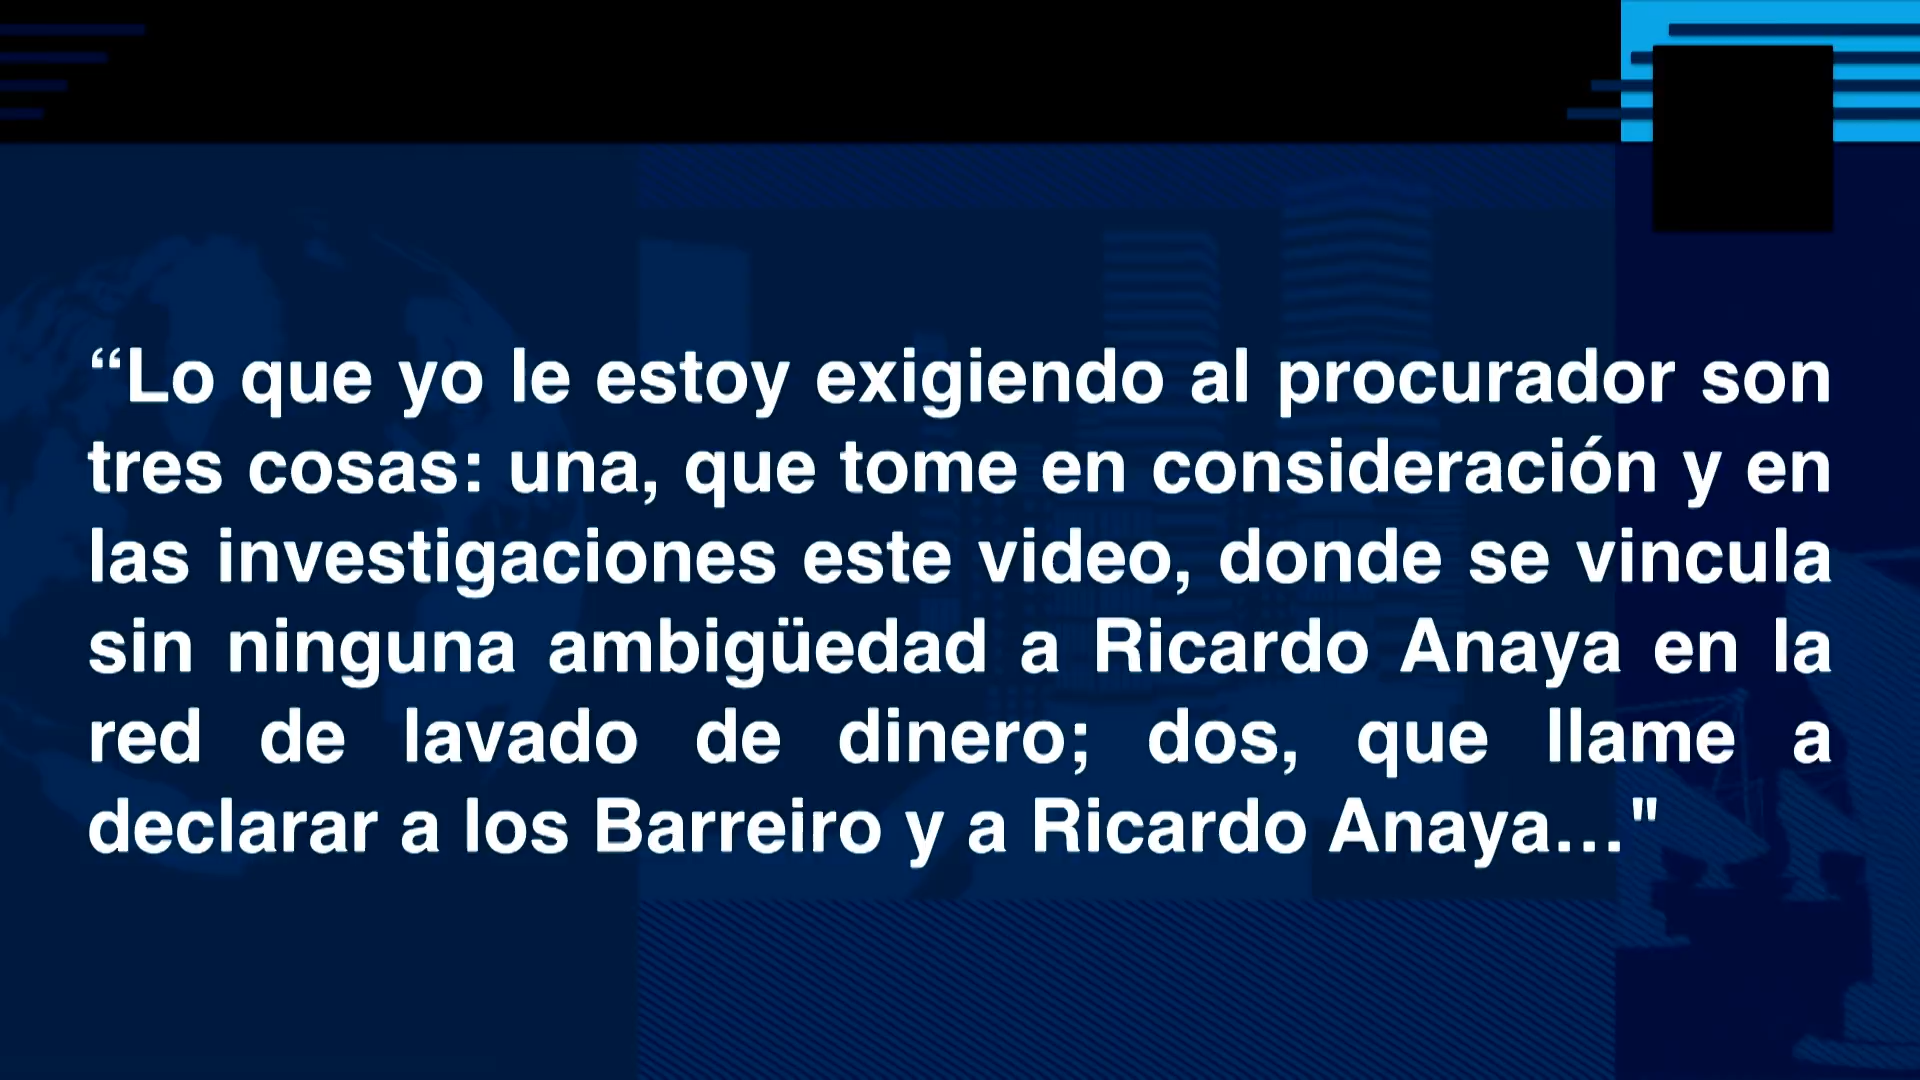 “Lo que yo le estoy exigiendo al procurador son
tres cosas: una, que tome en consideración y en
las investigaciones este video, donde se vincula
sin ninguna ambigüedad a Ricardo Anaya en la
red de lavado de dinero; dos, que llame a
declarar a los Barreiro y a Ricardo Anaya…"